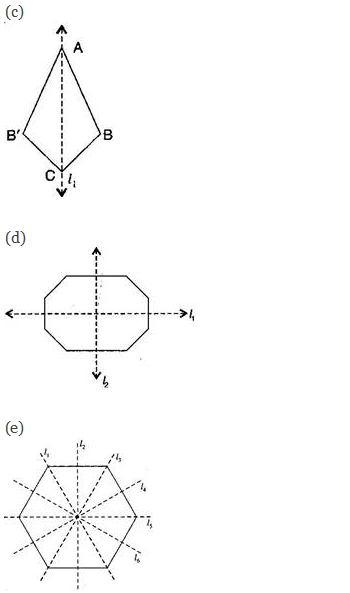 (c)
A
B′ B
C l₁
(d)
l₁
l₂
(e)
l₁ l₂ l₃
l₄
l₅
l₆